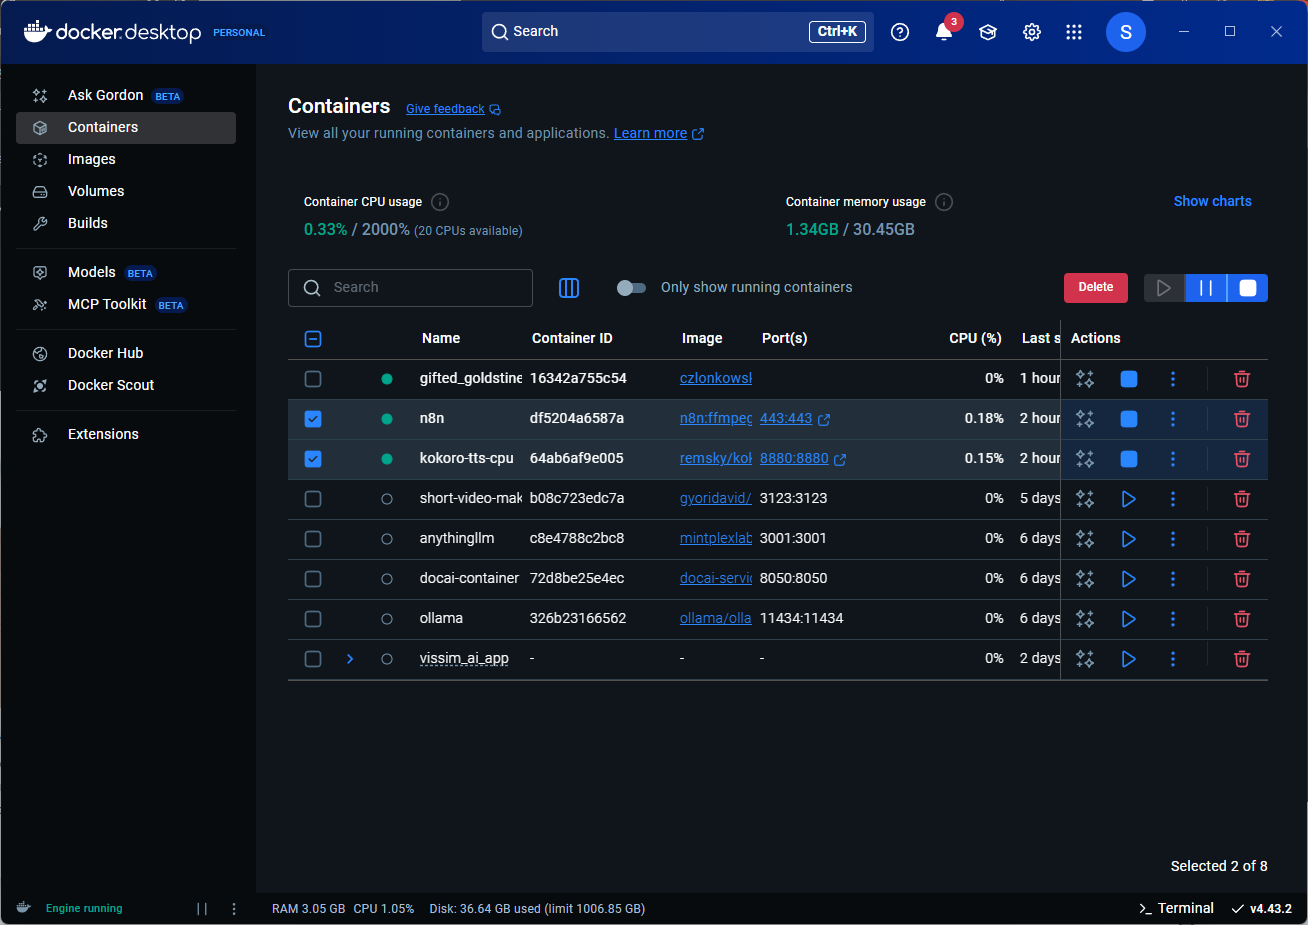 docker.desktop PERSONAL
Search Ctrl+K
3
S
Ask Gordon BETA
Containers
Images
Volumes
Builds
Models BETA
MCP Toolkit BETA
Docker Hub
Docker Scout
Extensions
Containers Give feedback
View all your running containers and applications. Learn more
Container CPU usage
0.33% / 2000% (20 CPUs available)
Container memory usage
1.34GB / 30.45GB
Show charts
Search
Only show running containers
Delete
Name Container ID Image Port(s) CPU (%) Last s Actions
gifted_goldstine 16342a755c54 czlonkowsk 0% 1 hour
n8n df5204a6587a n8n:ffmpeg 443:443 0.18% 2 hour
kokoro-tts-cpu 64ab6af9e005 remsky/kok 8880:8880 0.15% 2 hour
short-video-mak b08c723edc7a gyoridavid/ 3123:3123 0% 5 days
anythingllm c8e4788c2bc8 mintplexlab 3001:3001 0% 6 days
docai-container 72d8be25e4ec docai-servic 8050:8050 0% 6 days
ollama 326b23166562 ollama/olla 11434:11434 0% 6 days
vissim_ai_app - - - 0% 2 days
Selected 2 of 8
Engine running
RAM 3.05 GB CPU 1.05% Disk: 36.64 GB used (limit 1006.85 GB)
Terminal
v4.43.2